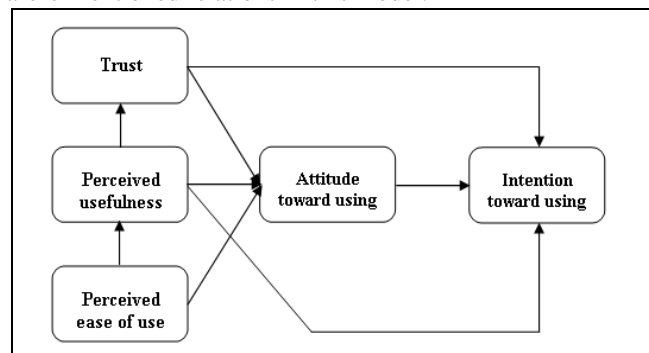 Trust
Perceived
usefulness
Attitude
toward using
Intention
toward using
Perceived
ease of use